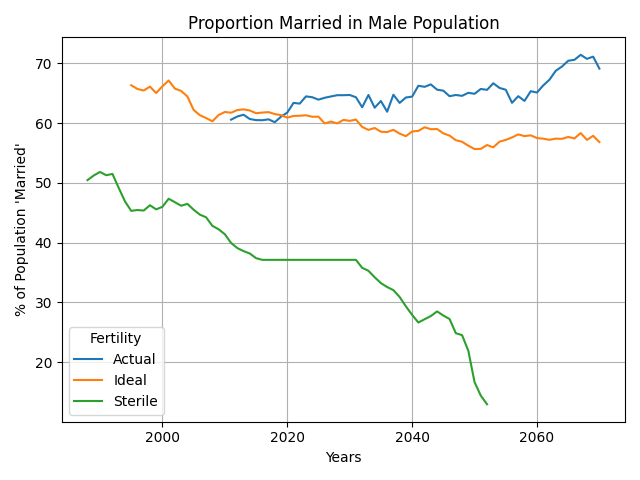 Proportion Married in Male Population
% of Population 'Married'
70
60
50
40
30
20
Fertility
Actual
Ideal
Sterile
2000 2020 2040 2060
Years